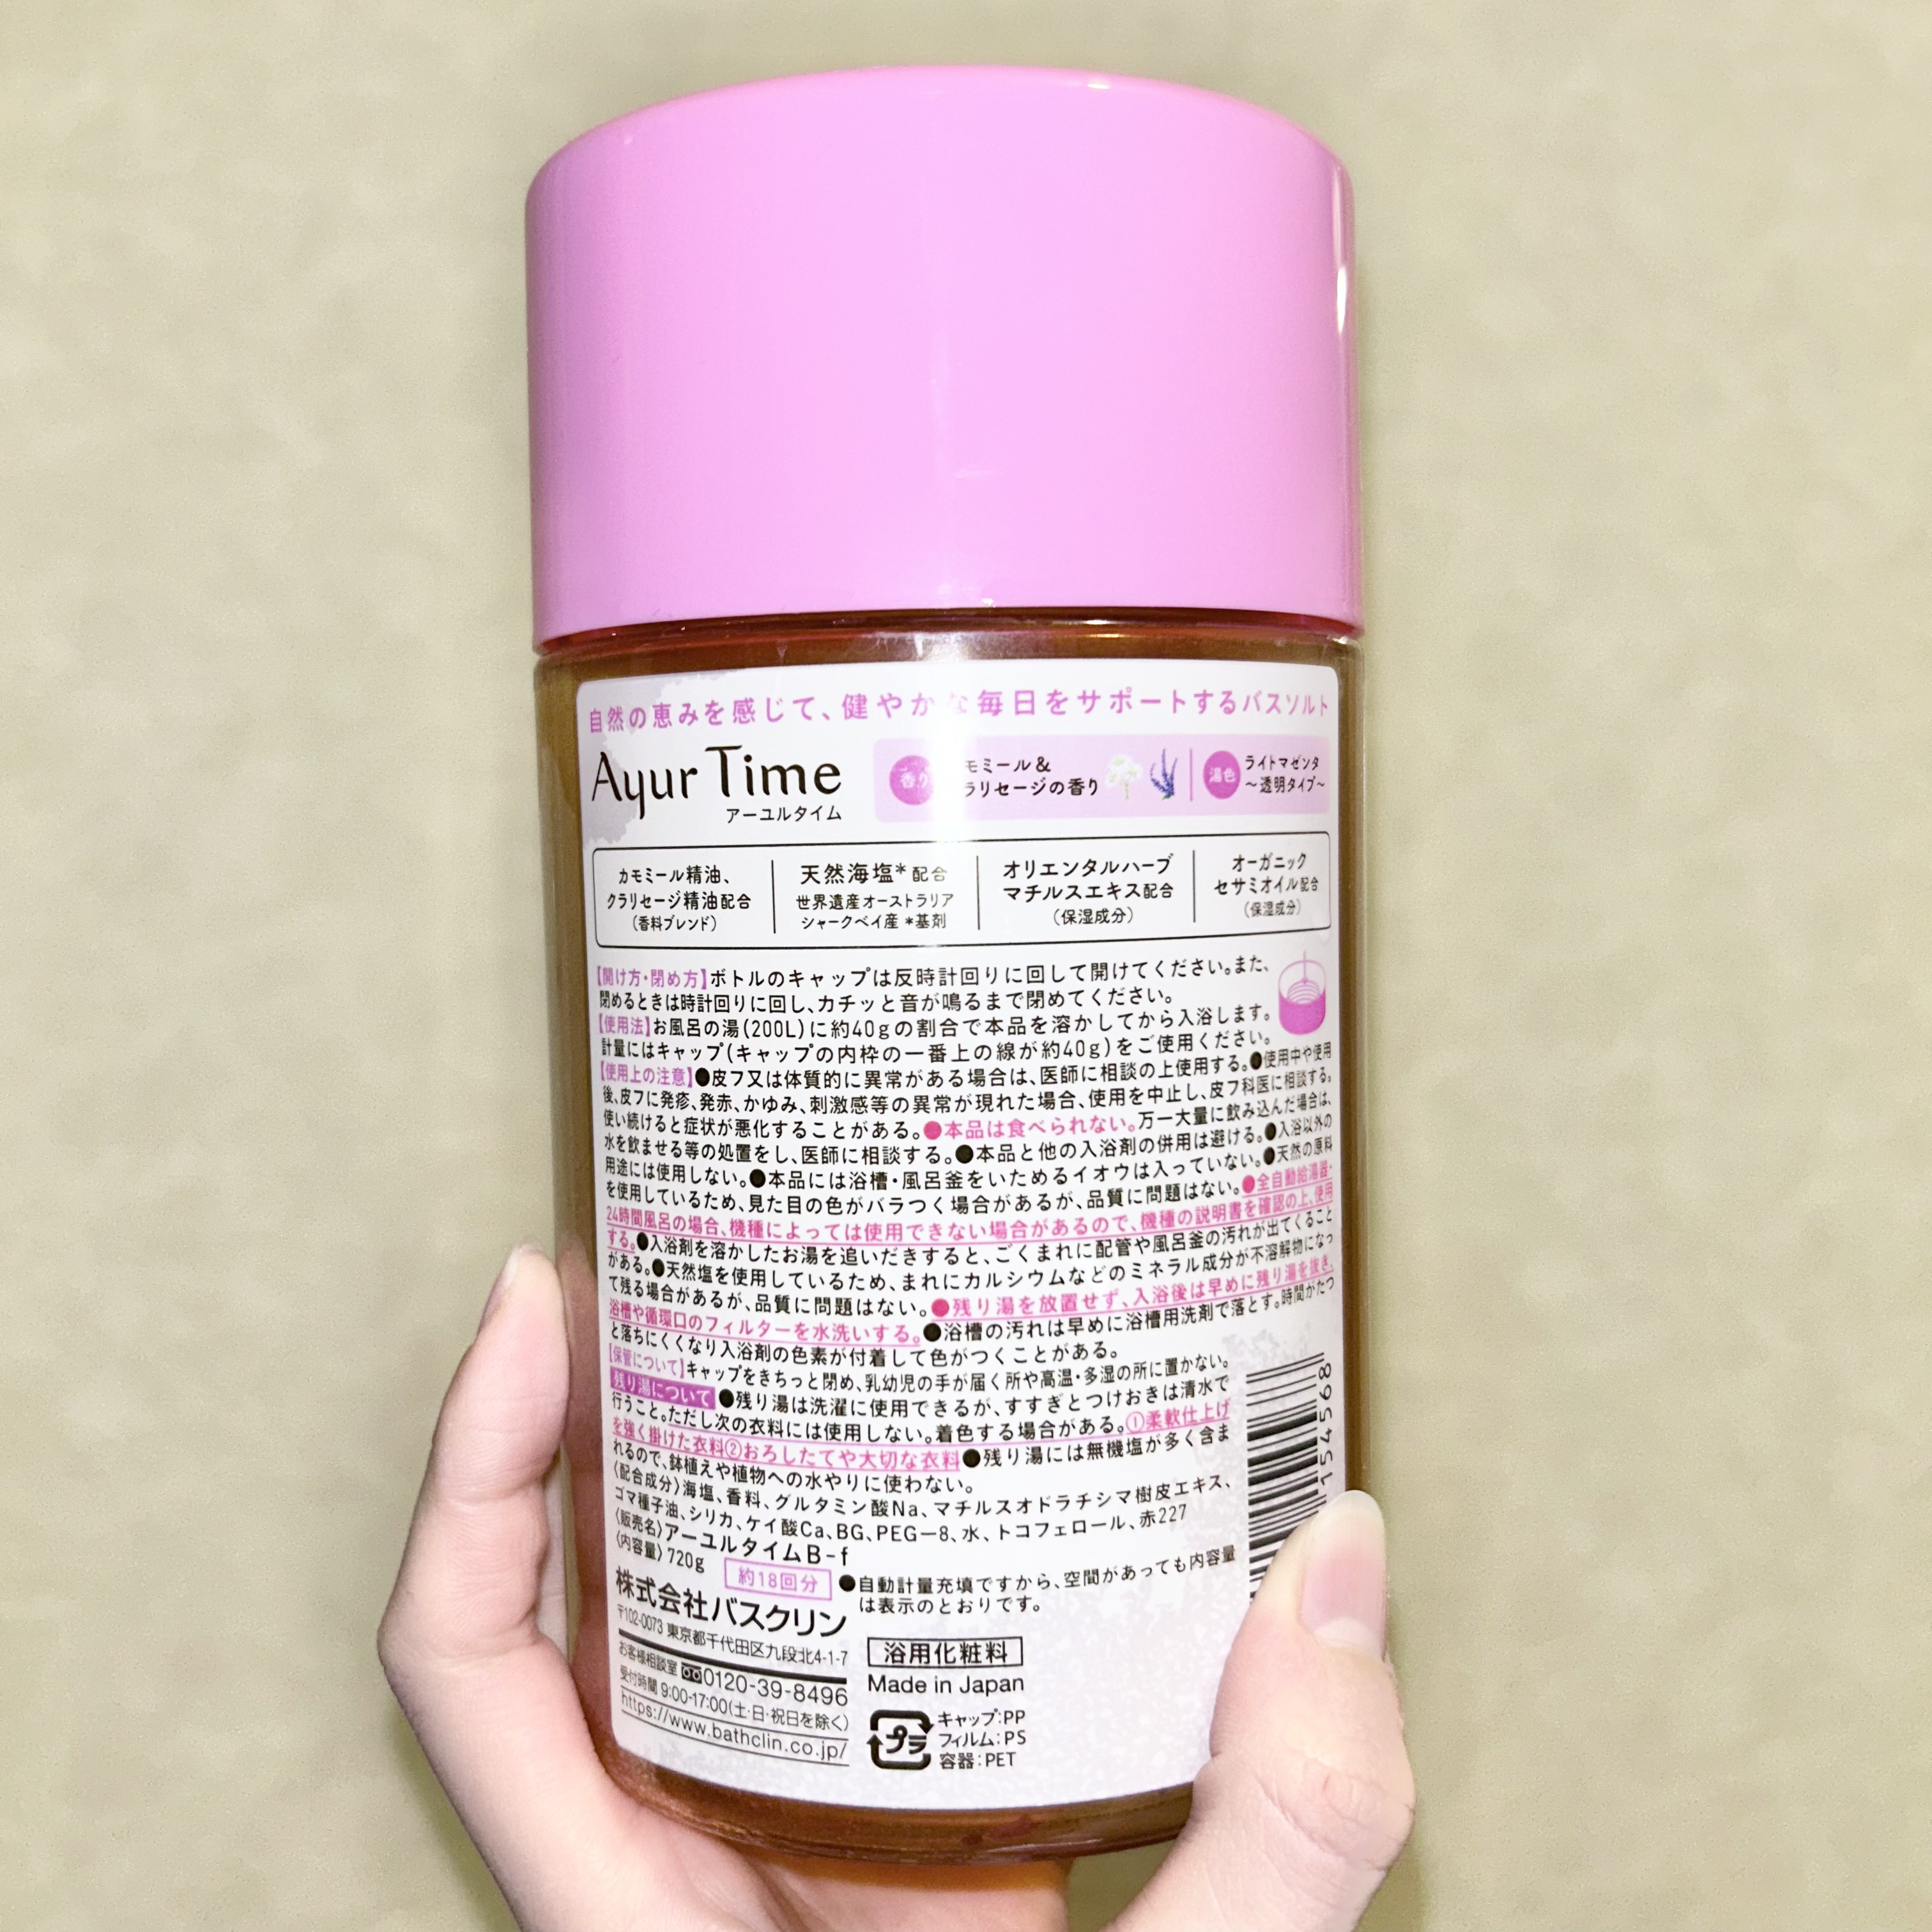 自然の恵みを感じて、健やかな毎日をサポートするバスソルト
Ayur Time
アーユルタイム
香り
モミール&
ラリセージの香り
湯色
ライトマゼンタ
～透明タイプ～
カモミール精油、
クラリセージ精油配合
(香料ブレンド)
天然海塩*配合
世界遺産オーストラリア
シャークベイ産 *基剤
オリエンタルハーブ
マチルスエキス配合
(保湿成分)
オーガニック
セサミオイル配合
(保湿成分)
【開け方・閉め方】ボトルのキャップは反時計回りに回して開けてください。また、
閉めるときは時計回りに回し、カチッと音が鳴るまで閉めてください。
【使用法】お風呂の湯(200L)に約40gの割合で本品を溶かしてから入浴します。
計量にはキャップ(キャップの内枠の一番上の線が約40g)をご使用ください。
【使用上の注意】●皮フ又は体質的に異常がある場合は、医師に相談の上使用する。●使用中や使用
後、皮フに発疹、発赤、かゆみ、刺激感等の異常が現れた場合、使用を中止し、皮フ科医に相談する。
使い続けると症状が悪化することがある。●本品は食べられない。万一大量に飲み込んだ場合は、
水を飲ませる等の処置をし、医師に相談する。●本品と他の入浴剤の併用は避ける。●入浴以外の
用途には使用しない。●本品には浴槽・風呂釜をいためるイオウは入っていない。●天然の原料
を使用しているため、見た目の色がバラつく場合があるが、品質に問題はない。●全自動給湯器・
24時間風呂の場合、機種によっては使用できない場合があるので、機種の説明書を確認の上、使用
する。●入浴剤を溶かしたお湯を追いだきすると、ごくまれに配管や風呂釜の汚れが出てくること
がある。●天然塩を使用しているため、まれにカルシウムなどのミネラル成分が不溶解物になっ
て残る場合があるが、品質に問題はない。●残り湯を放置せず、入浴後は早めに残り湯を抜き、
浴槽や循環口のフィルターを水洗いする。●浴槽の汚れは早めに浴槽用洗剤で落とす。時間がたつ
と落ちにくくなり入浴剤の色素が付着して色がつくことがある。
【保管について】キャップをきちっと閉め、乳幼児の手が届く所や高温・多湿の所に置かない。
残り湯について ●残り湯は洗濯に使用できるが、すすぎとつけおきは清水で
行うこと。ただし次の衣料には使用しない。着色する場合がある。①柔軟仕上げ
を強く掛けた衣料②おろしたてや大切な衣料●残り湯には無機塩が多く含ま
れるので、鉢植えや植物への水やりに使わない。
〈配合成分〉海塩、香料、グルタミン酸Na、マチルスオドラチシマ樹皮エキス、
ゴマ種子油、シリカ、ケイ酸Ca、BG、PEG-8、水、トコフェロール、赤227
〈販売名〉アーユルタイムB-f
〈内容量〉720g
約18回分
●自動計量充填ですから、空間があっても内容量
は表示のとおりです。
株式会社バスクリン
〒102-0073 東京都千代田区九段北4-1-7
お客様相談室 0120-39-8496
受付時間 9:00-17:00(土・日・祝日を除く)
https://www.bathclin.co.jp/
浴用化粧料
Made in Japan
プラ
キャップ:PP
フィルム:PS
容器:PET
154568